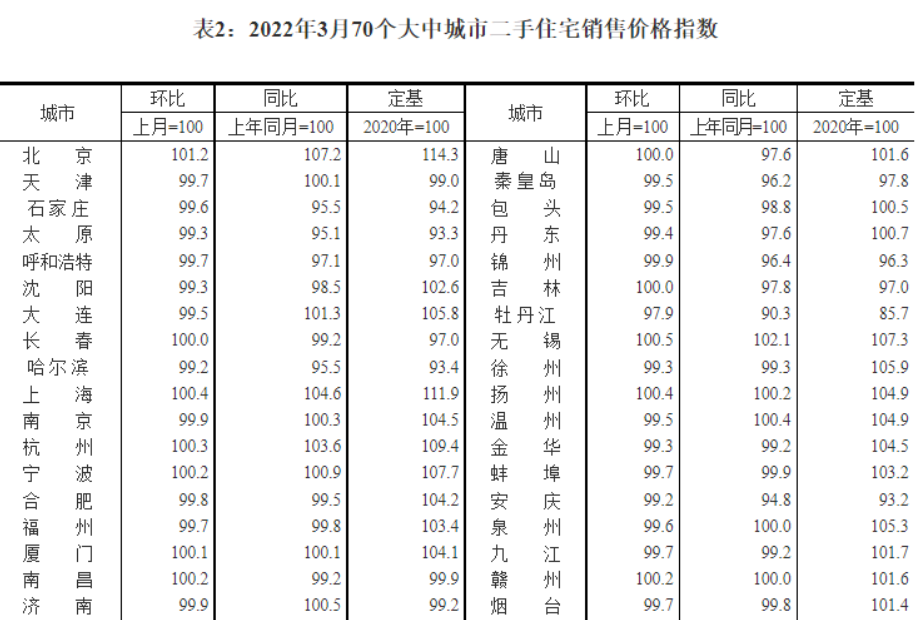 表2：2022年3月70个大中城市二手住宅销售价格指数
城市 环比 同比 定基 城市 环比 同比 定基
上月=100 上年同月=100 2020年=100 上月=100 上年同月=100 2020年=100
北京 101.2 107.2 114.3 唐山 100.0 97.6 101.6
天津 99.7 100.1 99.0 秦皇岛 99.5 96.2 97.8
石家庄 99.6 95.5 94.2 包头 99.5 98.8 100.5
太原 99.3 95.1 93.3 丹东 99.4 97.6 100.7
呼和浩特 99.7 97.1 97.0 锦州 99.9 96.4 96.3
沈阳 99.3 98.5 102.6 吉林 100.0 97.8 97.0
大连 99.5 101.3 105.8 牡丹江 97.9 90.3 85.7
长春 100.0 99.2 97.0 无锡 100.5 102.1 107.3
哈尔滨 99.2 95.5 93.4 徐州 99.3 99.3 105.9
上海 100.4 104.6 111.9 扬州 100.4 100.2 104.9
南京 99.9 100.3 104.5 温州 99.5 100.4 104.9
杭州 100.3 103.6 109.4 金华 99.3 99.2 104.5
宁波 100.2 100.9 107.7 蚌埠 99.7 99.9 103.2
合肥 99.8 99.5 104.2 安庆 99.2 94.8 93.2
福州 99.7 99.8 103.4 泉州 99.6 100.0 105.3
厦门 100.1 100.1 104.1 九江 99.7 99.2 101.7
南昌 100.2 99.2 99.9 赣州 100.2 100.0 101.6
济南 99.9 100.5 99.2 烟台 99.7 99.8 101.4